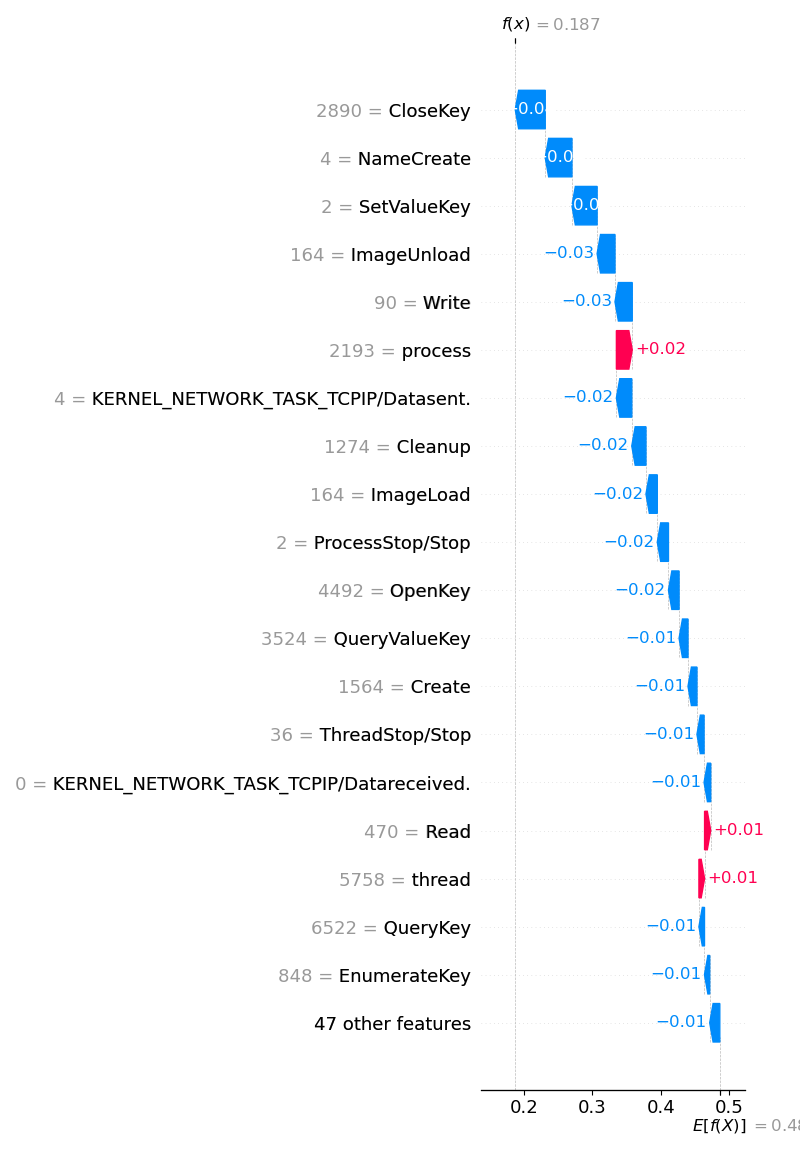 f(x) = 0.187
2890 = CloseKey
4 = NameCreate
2 = SetValueKey
164 = ImageUnload
−0.03
90 = Write
−0.03
2193 = process
+0.02
4 = KERNEL_NETWORK_TASK_TCPIP/Datasent.
−0.02
1274 = Cleanup
−0.02
164 = ImageLoad
−0.02
2 = ProcessStop/Stop
−0.02
4492 = OpenKey
−0.02
3524 = QueryValueKey
−0.01
1564 = Create
−0.01
36 = ThreadStop/Stop
−0.01
0 = KERNEL_NETWORK_TASK_TCPIP/Datareceived.
−0.01
470 = Read
+0.01
5758 = thread
+0.01
6522 = QueryKey
−0.01
848 = EnumerateKey
−0.01
47 other features
−0.01
0.2 0.3 0.4 0.5
E[f(X)] =